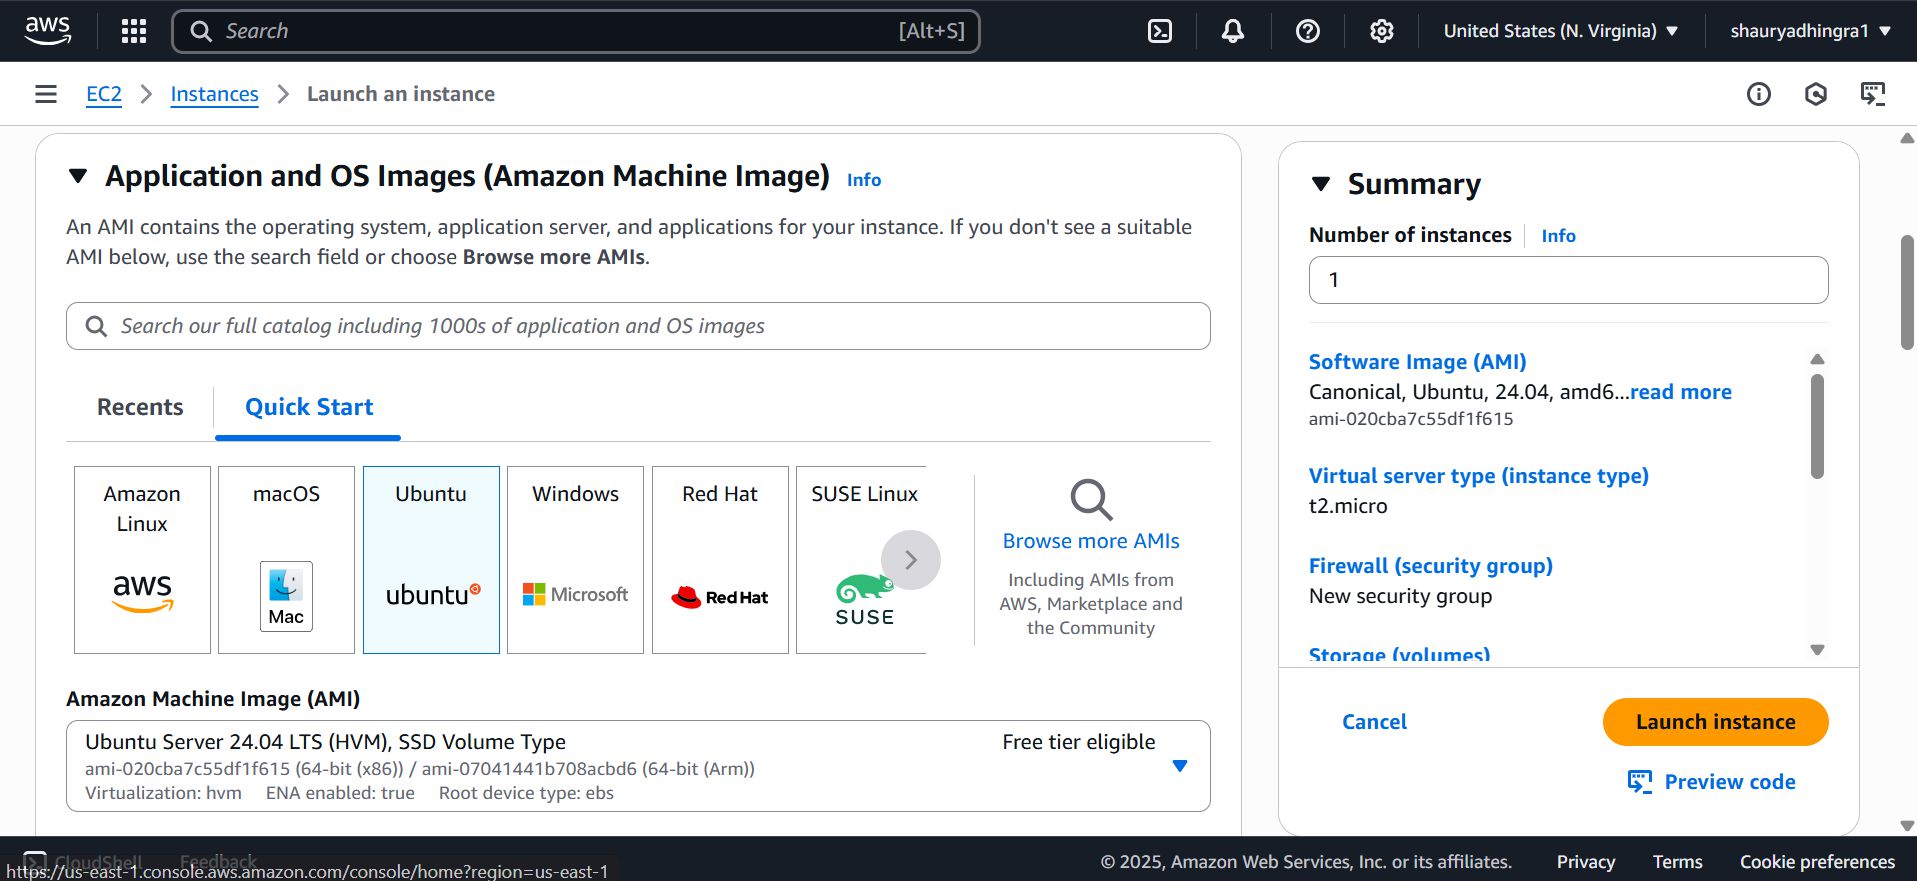 aws
Search
[Alt+S]
United States (N. Virginia)
shauryadhingra1
EC2
Instances
Launch an instance
Application and OS Images (Amazon Machine Image) Info
An AMI contains the operating system, application server, and applications for your instance. If you don't see a suitable
AMI below, use the search field or choose Browse more AMIs.
Search our full catalog including 1000s of application and OS images
Recents
Quick Start
Amazon
Linux
aws
macOS
Mac
Ubuntu
ubuntu
Windows
Microsoft
Red Hat
Red Hat
SUSE Linux
SUSE
Browse more AMIs
Including AMIs from
AWS, Marketplace and
the Community
Amazon Machine Image (AMI)
Ubuntu Server 24.04 LTS (HVM), SSD Volume Type
Free tier eligible
ami-020cba7c55df1f615 (64-bit (x86)) / ami-07041441b708acbd6 (64-bit (Arm))
Virtualization: hvm ENA enabled: true Root device type: ebs
Summary
Number of instances Info
1
Software Image (AMI)
Canonical, Ubuntu, 24.04, amd6...read more
ami-020cba7c55df1f615
Virtual server type (instance type)
t2.micro
Firewall (security group)
New security group
Storage (volumes)
Cancel
Launch instance
Preview code
CloudShell
Feedback
https://us-east-1.console.aws.amazon.com/console/home?region=us-east-1
© 2025, Amazon Web Services, Inc. or its affiliates.
Privacy
Terms
Cookie preferences